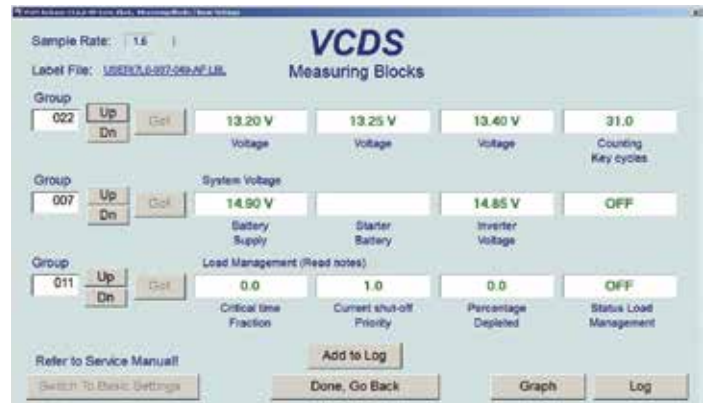 Sample Rate: 1.6
VCDS
Label File:
Measuring Blocks
Group
022 Up Dn Go! 13.20 V 13.25 V 13.40 V 31.0
Voltage Voltage Voltage Counting Key cycles
Group System Voltage
007 Up Dn Go! 14.90 V 14.85 V OFF
Battery Supply Starter Battery Inverter Voltage
Group Load Management (Read notes)
011 Up Dn Go! 0.0 1.0 0.0 OFF
Critical time Fraction Current shut-off Priority Percentage Depleted Status Load Management
Refer to Service Manual! Add to Log
Switch To Basic Settings Done, Go Back Graph Log